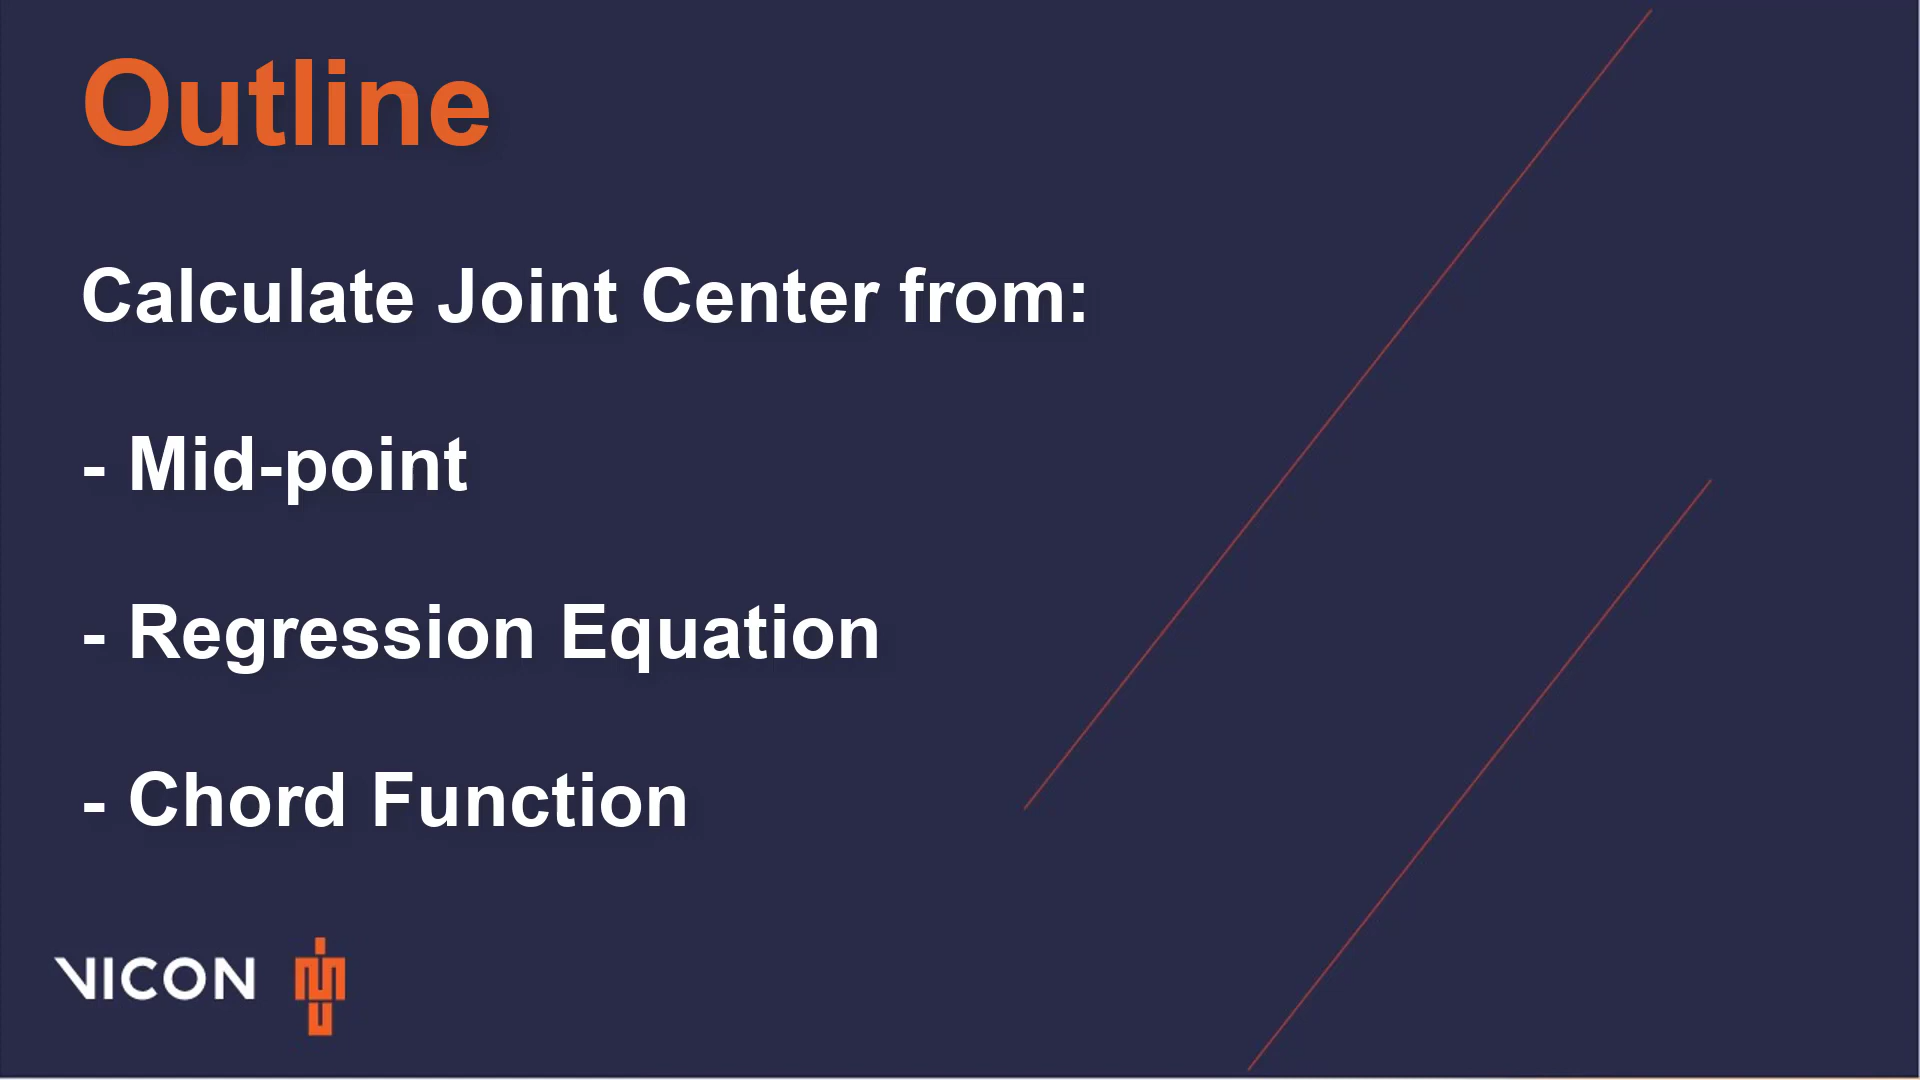 Outline
Calculate Joint Center from:
- Mid-point
- Regression Equation
- Chord Function
VICON